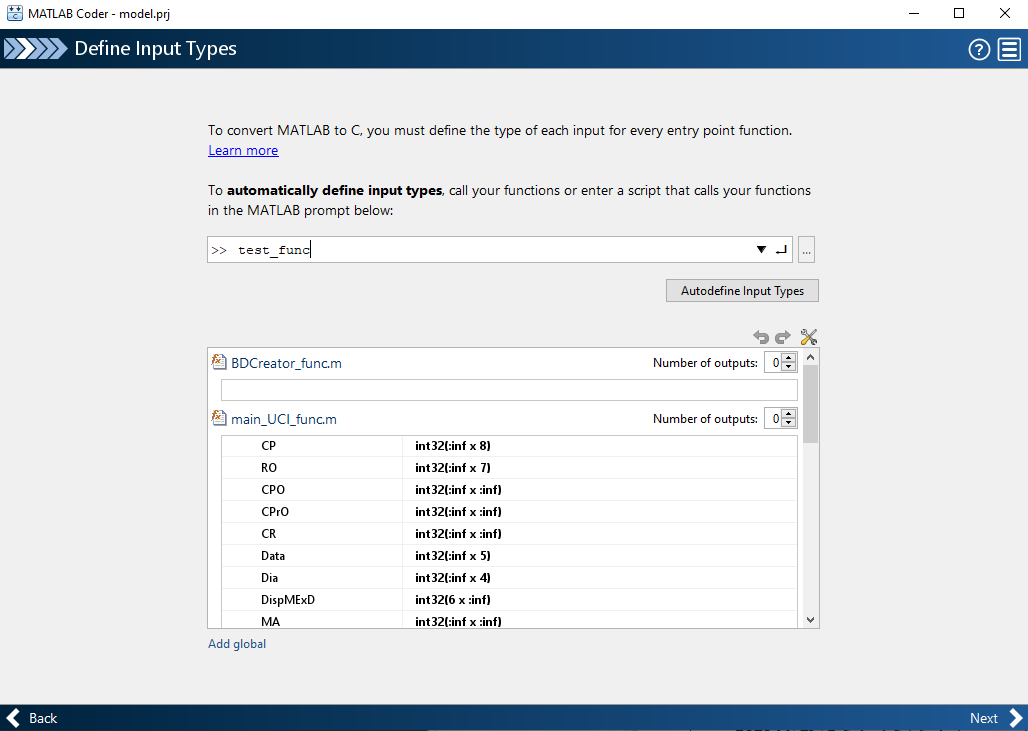 MATLAB Coder - model.prj
Define Input Types
To convert MATLAB to C, you must define the type of each input for every entry point function.
Learn more
To automatically define input types, call your functions or enter a script that calls your functions
in the MATLAB prompt below:
>> test_func
...
Autodefine Input Types
BDCreator_func.m Number of outputs: 0
main_UCI_func.m Number of outputs: 0
CP int32(:inf x 8)
RO int32(:inf x 7)
CPO int32(:inf x :inf)
CPrO int32(:inf x :inf)
CR int32(:inf x :inf)
Data int32(:inf x 5)
Dia int32(:inf x 4)
DispMExD int32(6 x :inf)
MA int32(:inf x :inf)
Add global
Back Next